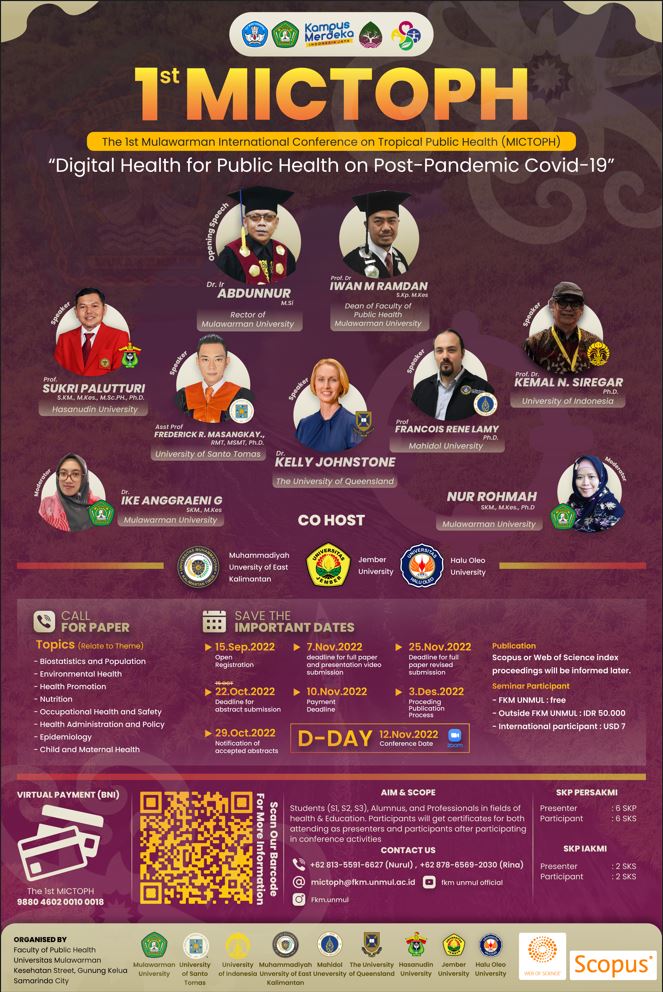 Kampus
Merdeka
INDONESIA JAYA
1st MICTOPH
The 1st Mulawarman International Conference on Tropical Public Health (MICTOPH)
“Digital Health for Public Health on Post-Pandemic Covid-19”
Opening Speech
Dr. Ir
ABDUNNUR
M.Si
Rector of
Mulawarman University
Prof. Dr
IWAN M RAMDAN
S.Kp. M.Kes
Dean of Faculty of
Public Health
Mulawarman University
Speaker
Prof.
SUKRI PALUTTURI
S.KM., M.Kes., M.Sc.PH., Ph.D.
Hasanudin University
Speaker
Asst Prof
FREDERICK R. MASANGKAY.,
RMT, MSMT, Ph.D.
University of Santo Tomas
Speaker
Dr.
KELLY JOHNSTONE
The University of Queensland
Speaker
Prof
FRANCOIS RENE LAMY
Ph.D.
Mahidol University
Speaker
Prof. Dr.
KEMAL N. SIREGAR
Ph.D.
University of Indonesia
Moderator
Dr.
IKE ANGGRAENI G
SKM., M.Kes
Mulawarman University
Moderator
NUR ROHMAH
SKM., M.Kes., Ph.D
Mulawarman University
CO HOST
Muhammadiyah
Unversity of East
Kalimantan
UNIVERSITAS
JEMBER
Jember
University
UNIVERSITAS
HALU OLEO
Halu Oleo
University
CALL
FOR PAPER
Topics (Relate to Theme)
- Biostatistics and Population
- Environmental Health
- Health Promotion
- Nutrition
- Occupational Health and Safety
- Health Administration and Policy
- Epidemiology
- Child and Maternal Health
SAVE THE
IMPORTANT DATES
15.Sep.2022
Open
Registration
15 OCT
22.Oct.2022
Deadline for
abstract submission
29.Oct.2022
Notification of
accepted abstracts
7.Nov.2022
deadline for full paper
and presentation video
submission
10.Nov.2022
Payment
Deadline
25.Nov.2022
Deadline for full
paper revised
submission
3.Des.2022
Proceding
Publication
Process
D-DAY
12.Nov.2022
Conference Date
zoom
Publication
Scopus or Web of Science index
proceedings will be informed later.
Seminar Participant
- FKM UNMUL : free
- Outside FKM UNMUL : IDR 50.000
- International participant : USD 7
VIRTUAL PAYMENT (BNI)
The 1st MICTOPH
9880 4602 0010 0018
Scan Our Barcode
For More Information
AIM & SCOPE
Students (S1, S2, S3), Alumnus, and Professionals in fields of
health & Education. Participants will get certificates for both
attending as presenters and participants after participating
in conference activities
CONTACT US
+62 813-5591-6627 (Nurul) , +62 878-6569-2030 (Rina)
mictoph@fkm.unmul.ac.id
fkm unmul official
Fkm.unmul
SKP PERSAKMI
Presenter : 6 SKP
Participant : 6 SKS
SKP IAKMI
Presenter : 2 SKS
Participant : 2 SKS
ORGANISED BY
Faculty of Public Health
Universitas Mulawarman
Kesehatan Street, Gunung Kelua
Samarinda City
Mulawarman
University
University
of Santo
Tomas
University
of Indonesia
Muhammadiyah
Unversity of East
Kalimantan
Mahidol
Uneversity
The University
of Queensland
Hasanudin
University
Jember
University
Halu Oleo
University
WEB OF SCIENCE
Scopus